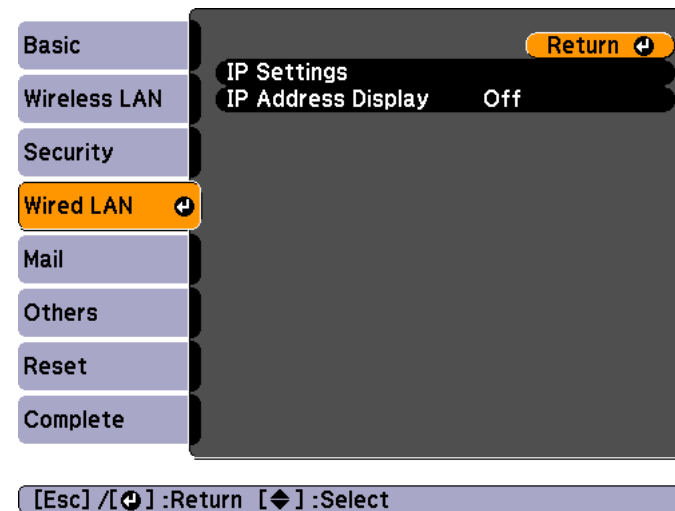 Basic
Wireless LAN
Security
Wired LAN
Mail
Others
Reset
Complete
Return
IP Settings
IP Address Display Off
[Esc] /[ ] :Return [ ] :Select